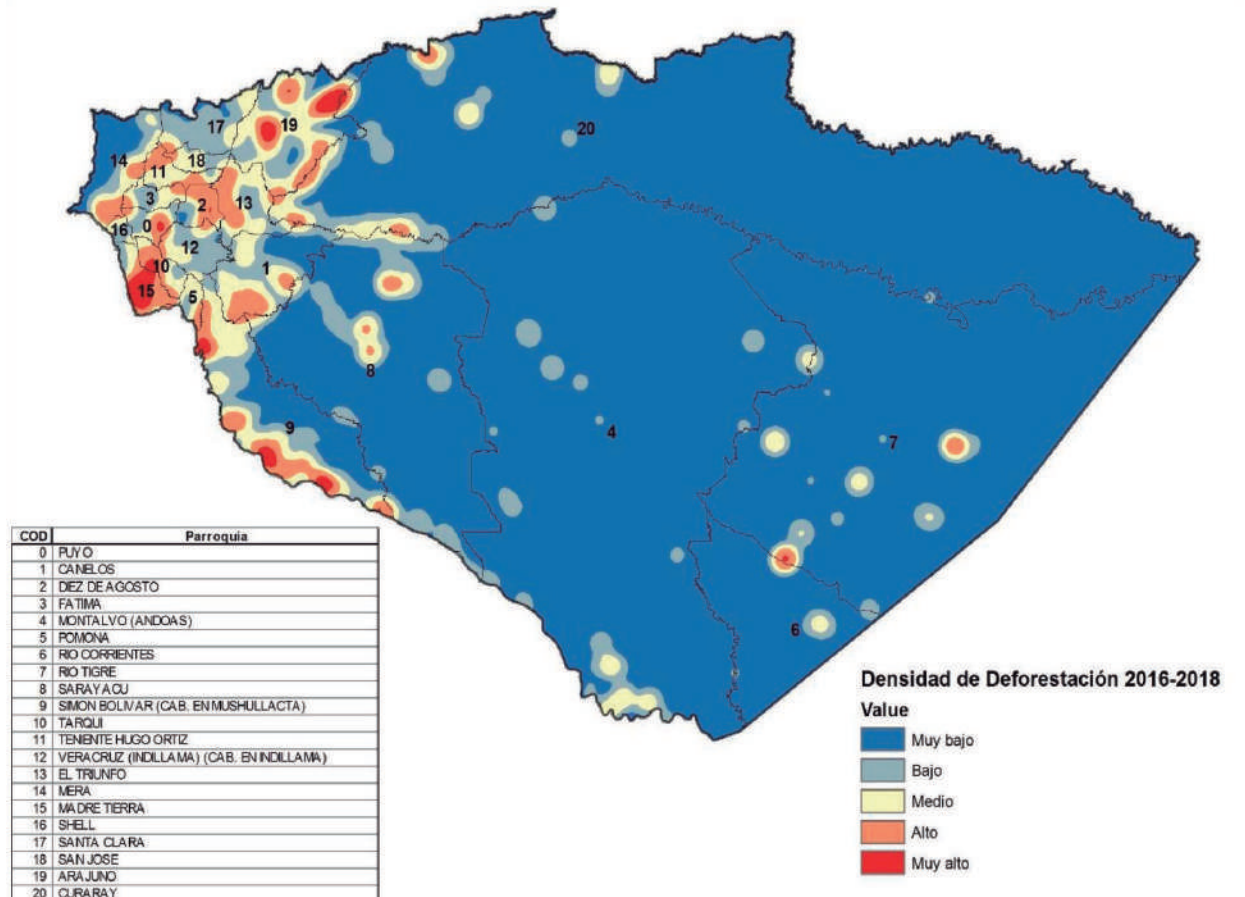 17
19
20
14
11
18
3
2
13
16
0
12
10
1
15
5
8
9
4
7
6
COD Parroquia
0 PUYO
1 CANELOS
2 DIEZ DE AGOSTO
3 FATIMA
4 MONTALVO (ANDOAS)
5 POMONA
6 RIO CORRIENTES
7 RIO TIGRE
8 SARAYACU
9 SIMON BOLIVAR (CAB. EN MUSHULLACTA)
10 TARQUI
11 TENIENTE HUGO ORTIZ
12 VERACRUZ (INDILLAMA) (CAB. EN INDILLAMA)
13 EL TRIUNFO
14 MERA
15 MADRE TIERRA
16 SHELL
17 SANTA CLARA
18 SAN JOSE
19 ARAJUNO
20 CURARAY
Densidad de Deforestación 2016-2018
Value
Muy bajo
Bajo
Medio
Alto
Muy alto